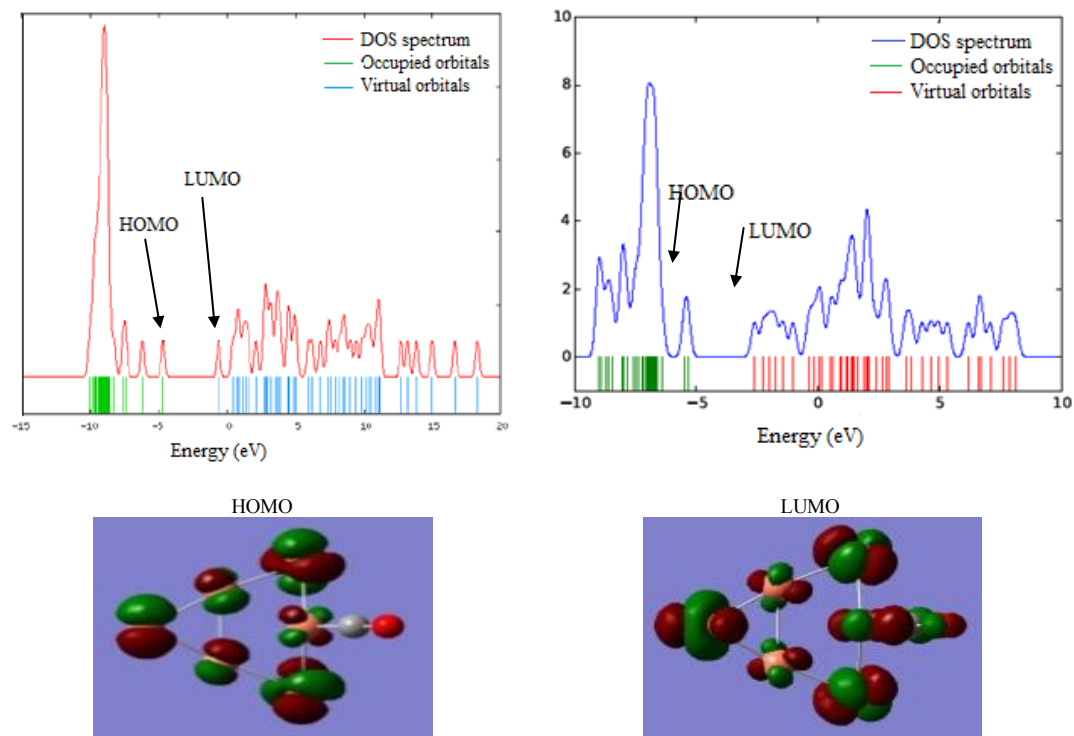 DOS spectrum
Occupied orbitals
Virtual orbitals
LUMO
HOMO
-15 -10 -5 0 5 10 15 20
Energy (eV)
10
8
6
4
2
0
DOS spectrum
Occupied orbitals
Virtual orbitals
HOMO
LUMO
−10 −5 0 5 10
Energy (eV)
HOMO
LUMO